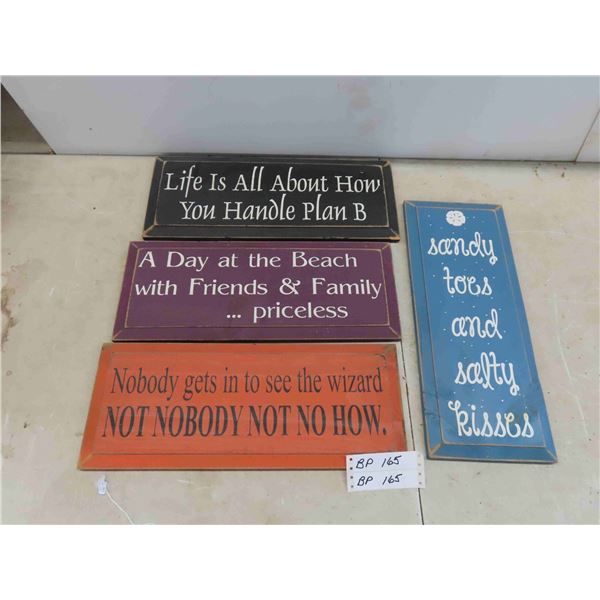 Life Is All About How
You Handle Plan B
A Day at the Beach
with Friends & Family
... priceless
Nobody gets in to see the wizard
NOT NOBODY NOT NO HOW.
sandy
toes
and
salty
kisses
BP 165
BP 165